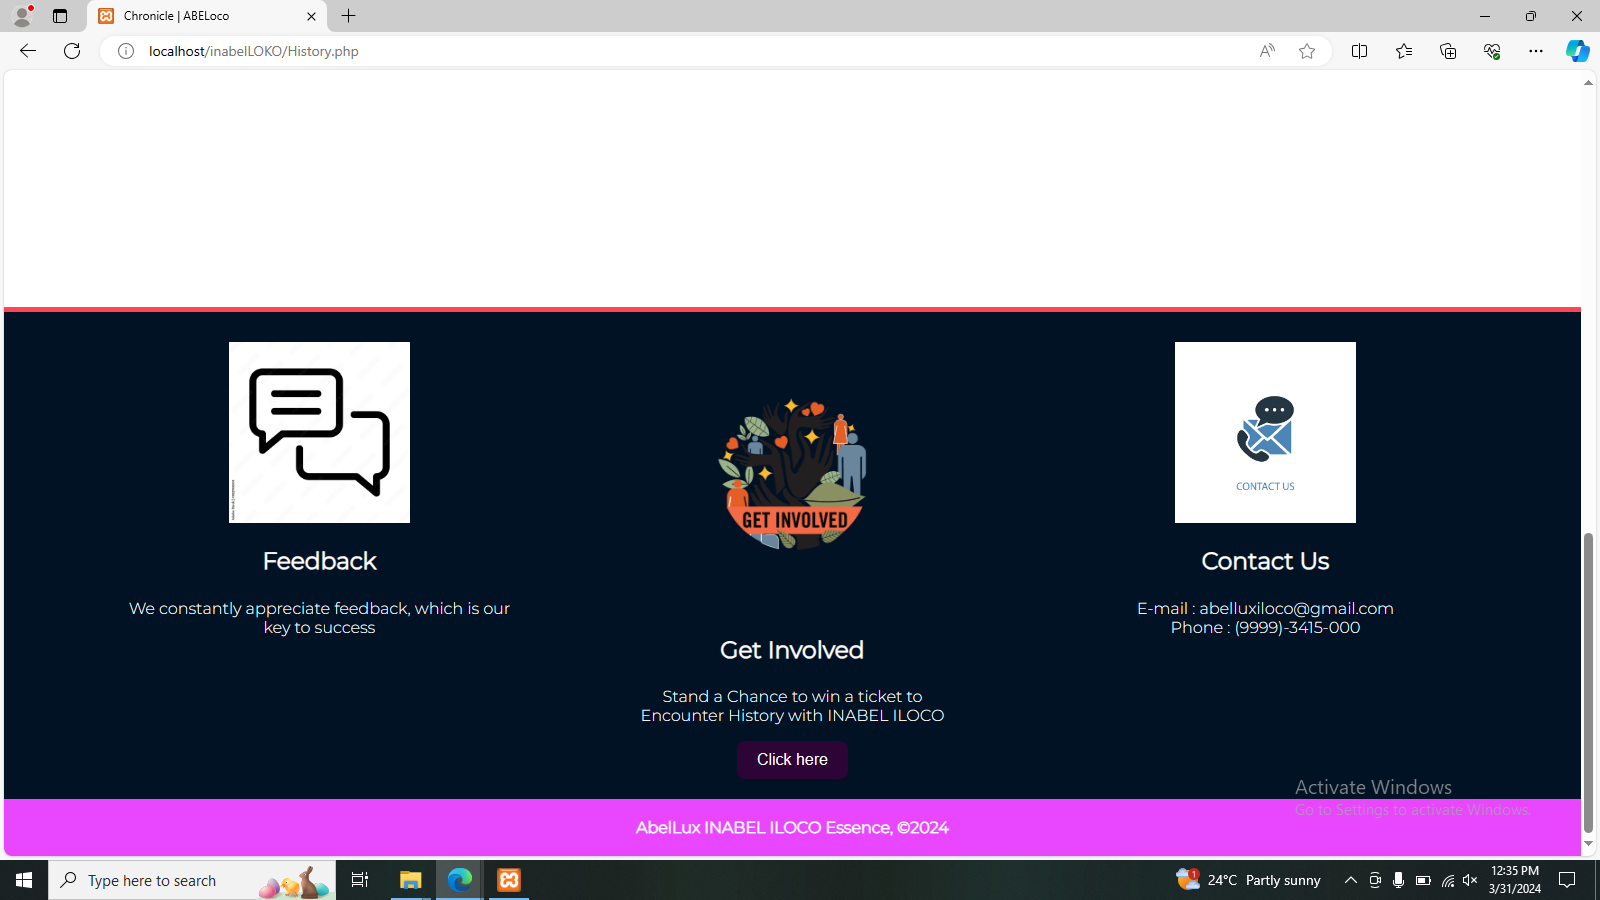 Chronicle | ABELoco
localhost/inabelLOKO/History.php
CONTACT US
GET INVOLVED
Feedback
We constantly appreciate feedback, which is our
key to success
Get Involved
Stand a Chance to win a ticket to
Encounter History with INABEL ILOCO
Click here
Contact Us
E-mail : abelluxiloco@gmail.com
Phone : (9999)-3415-000
Activate Windows
Go to Settings to activate Windows.
AbelLux INABEL ILOCO Essence, ©2024
Type here to search
1
24°C Partly sunny
12:35 PM
3/31/2024